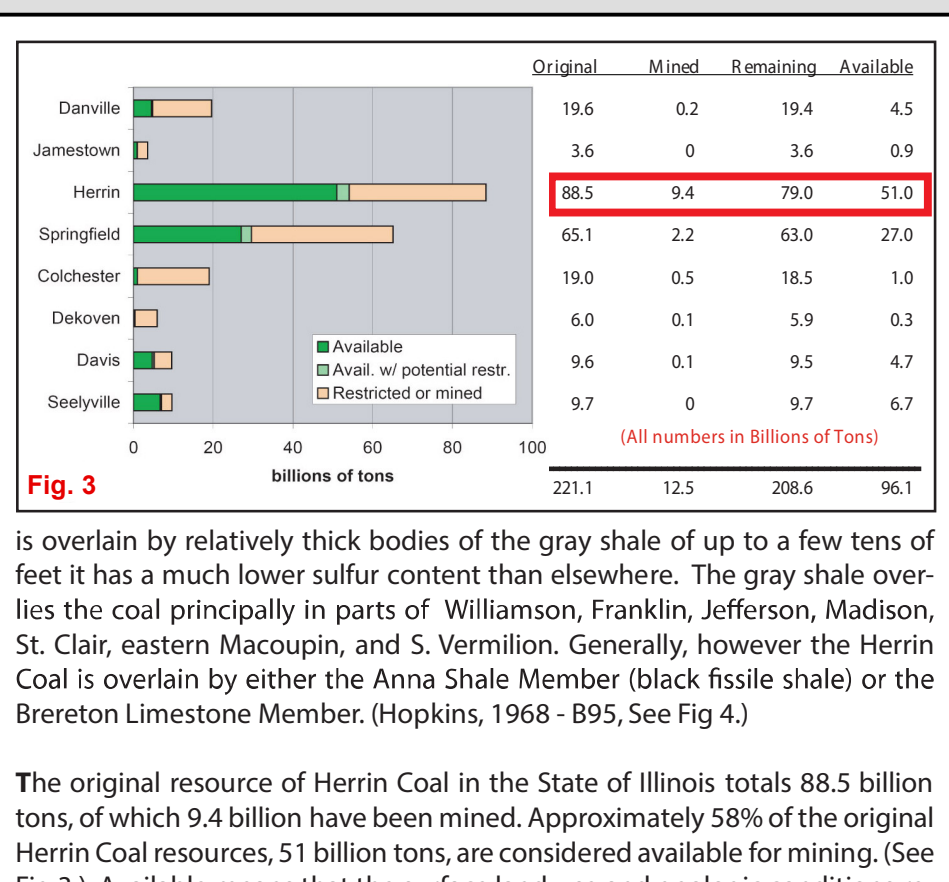 Original Mined Remaining Available
Danville 19.6 0.2 19.4 4.5
Jamestown 3.6 0 3.6 0.9
Herrin 88.5 9.4 79.0 51.0
Springfield 65.1 2.2 63.0 27.0
Colchester 19.0 0.5 18.5 1.0
Dekoven 6.0 0.1 5.9 0.3
Available
Davis 9.6 0.1 9.5 4.7
Avail. w/ potential restr.
Restricted or mined
Seelyville 9.7 0 9.7 6.7
(All numbers in Billions of Tons)
0 20 40 60 80 100
billions of tons
Fig. 3
221.1 12.5 208.6 96.1
is overlain by relatively thick bodies of the gray shale of up to a few tens of
feet it has a much lower sulfur content than elsewhere. The gray shale over-
lies the coal principally in parts of Williamson, Franklin, Jefferson, Madison,
St. Clair, eastern Macoupin, and S. Vermilion. Generally, however the Herrin
Coal is overlain by either the Anna Shale Member (black fissile shale) or the
Brereton Limestone Member. (Hopkins, 1968 - B95, See Fig 4.)
The original resource of Herrin Coal in the State of Illinois totals 88.5 billion
tons, of which 9.4 billion have been mined. Approximately 58% of the original
Herrin Coal resources, 51 billion tons, are considered available for mining. (See